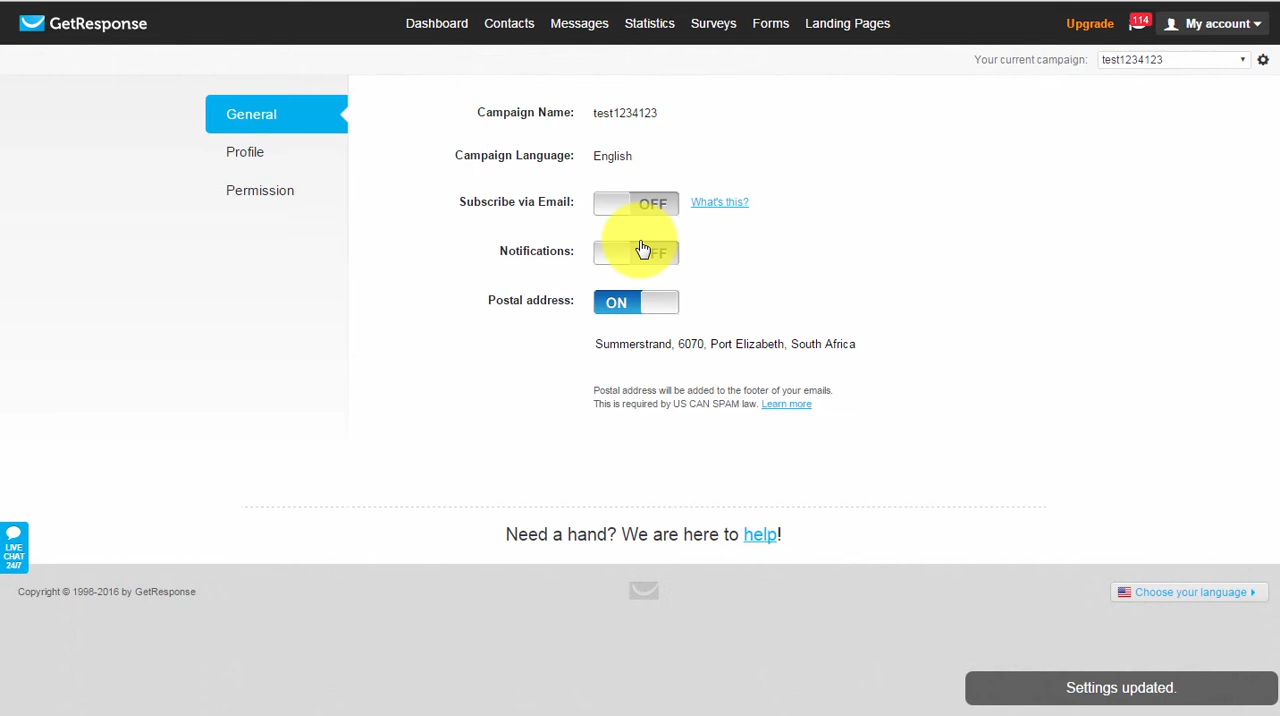 GetResponse
Dashboard Contacts Messages Statistics Surveys Forms Landing Pages
Upgrade 114 My account
Your current campaign: test1234123
General
Profile
Permission
Campaign Name: test1234123
Campaign Language: English
Subscribe via Email: OFF What's this?
Notifications: OFF
Postal address: ON
Summerstrand, 6070, Port Elizabeth, South Africa
Postal address will be added to the footer of your emails.
This is required by US CAN SPAM law. Learn more
Need a hand? We are here to help!
LIVE
CHAT
24/7
Copyright © 1998-2016 by GetResponse
Choose your language
Settings updated.